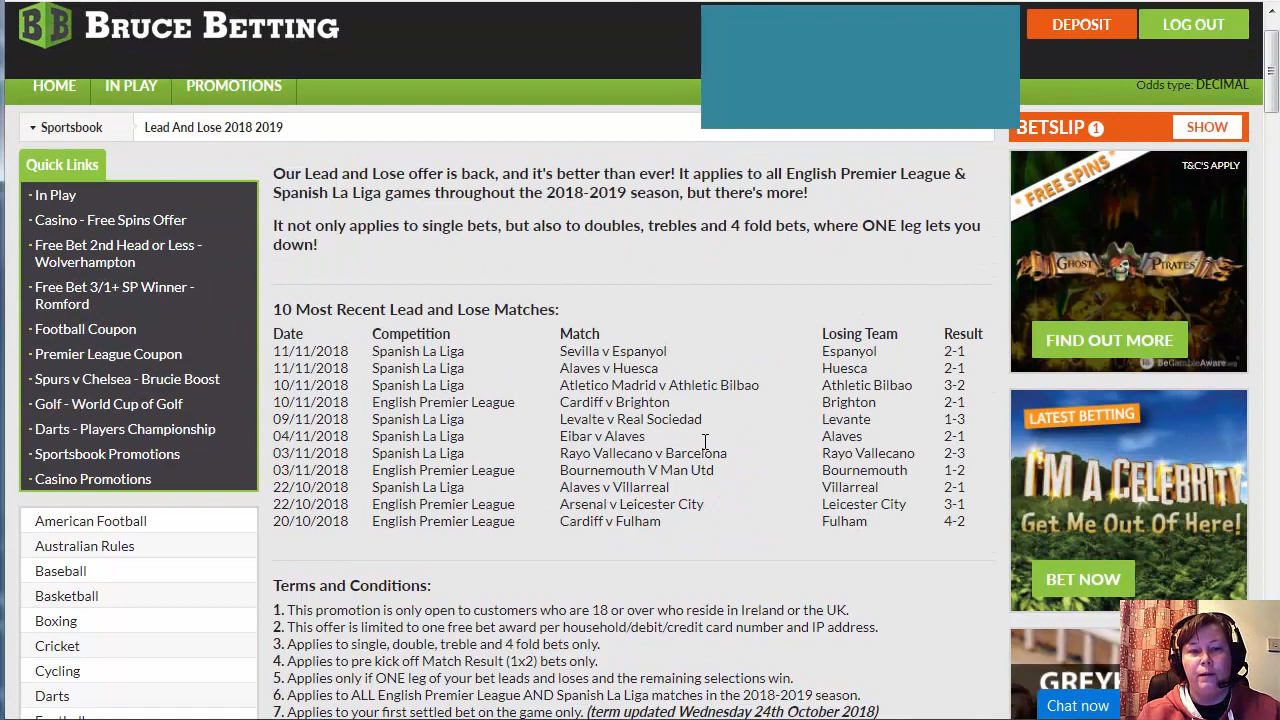 BB BRUCE BETTING
DEPOSIT
LOG OUT
HOME
IN PLAY
PROMOTIONS
Odds type: DECIMAL
Sportsbook
Lead And Lose 2018 2019
BETSLIP 1
SHOW
Quick Links
In Play
Casino - Free Spins Offer
Free Bet 2nd Head or Less -
Wolverhampton
Free Bet 3/1+ SP Winner -
Romford
Football Coupon
Premier League Coupon
Spurs v Chelsea - Brucie Boost
Golf - World Cup of Golf
Darts - Players Championship
Sportsbook Promotions
Casino Promotions
American Football
Australian Rules
Baseball
Basketball
Boxing
Cricket
Cycling
Darts
Our Lead and Lose offer is back, and it's better than ever! It applies to all English Premier League &
Spanish La Liga games throughout the 2018-2019 season, but there's more!
It not only applies to single bets, but also to doubles, trebles and 4 fold bets, where ONE leg lets you
down!
10 Most Recent Lead and Lose Matches:
Date Competition Match Losing Team Result
11/11/2018 Spanish La Liga Sevilla v Espanyol Espanyol 2-1
11/11/2018 Spanish La Liga Alaves v Huesca Huesca 2-1
10/11/2018 Spanish La Liga Atletico Madrid v Athletic Bilbao Athletic Bilbao 3-2
10/11/2018 English Premier League Cardiff v Brighton Brighton 2-1
09/11/2018 Spanish La Liga Levalte v Real Sociedad Levante 1-3
04/11/2018 Spanish La Liga Eibar v Alaves Alaves 2-1
03/11/2018 Spanish La Liga Rayo Vallecano v Barcelona Rayo Vallecano 2-3
03/11/2018 English Premier League Bournemouth V Man Utd Bournemouth 1-2
22/10/2018 Spanish La Liga Alaves v Villarreal Villarreal 2-1
22/10/2018 English Premier League Arsenal v Leicester City Leicester City 3-1
20/10/2018 English Premier League Cardiff v Fulham Fulham 4-2
Terms and Conditions:
1. This promotion is only open to customers who are 18 or over who reside in Ireland or the UK.
2. This offer is limited to one free bet award per household/debit/credit card number and IP address.
3. Applies to single, double, treble and 4 fold bets only.
4. Applies to pre kick off Match Result (1x2) bets only.
5. Applies only if ONE leg of your bet leads and loses and the remaining selections win.
6. Applies to ALL English Premier League AND Spanish La Liga matches in the 2018-2019 season.
7. Applies to your first settled bet on the game only. (term updated Wednesday 24th October 2018)
T&C'S APPLY
* FREE SPINS *
GHOST PIRATES
FIND OUT MORE
BeGambleAware.org
LATEST BETTING
I'M A CELEBRITY
Get Me Out Of Here!
BET NOW
Chat now